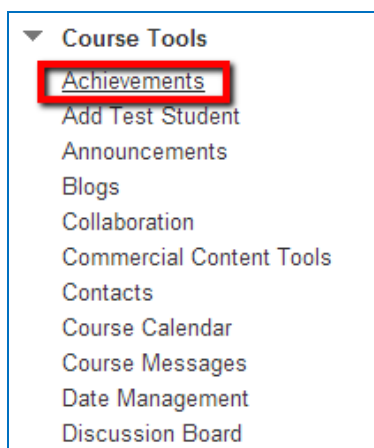 Course Tools
Achievements
Add Test Student
Announcements
Blogs
Collaboration
Commercial Content Tools
Contacts
Course Calendar
Course Messages
Date Management
Discussion Board